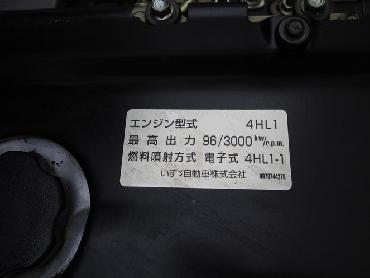 エンジン型式 4HL1
最高出力 96/3000 kW/r.p.m.
燃料噴射方式 電子式 4HL1-1
いすゞ自動車株式会社